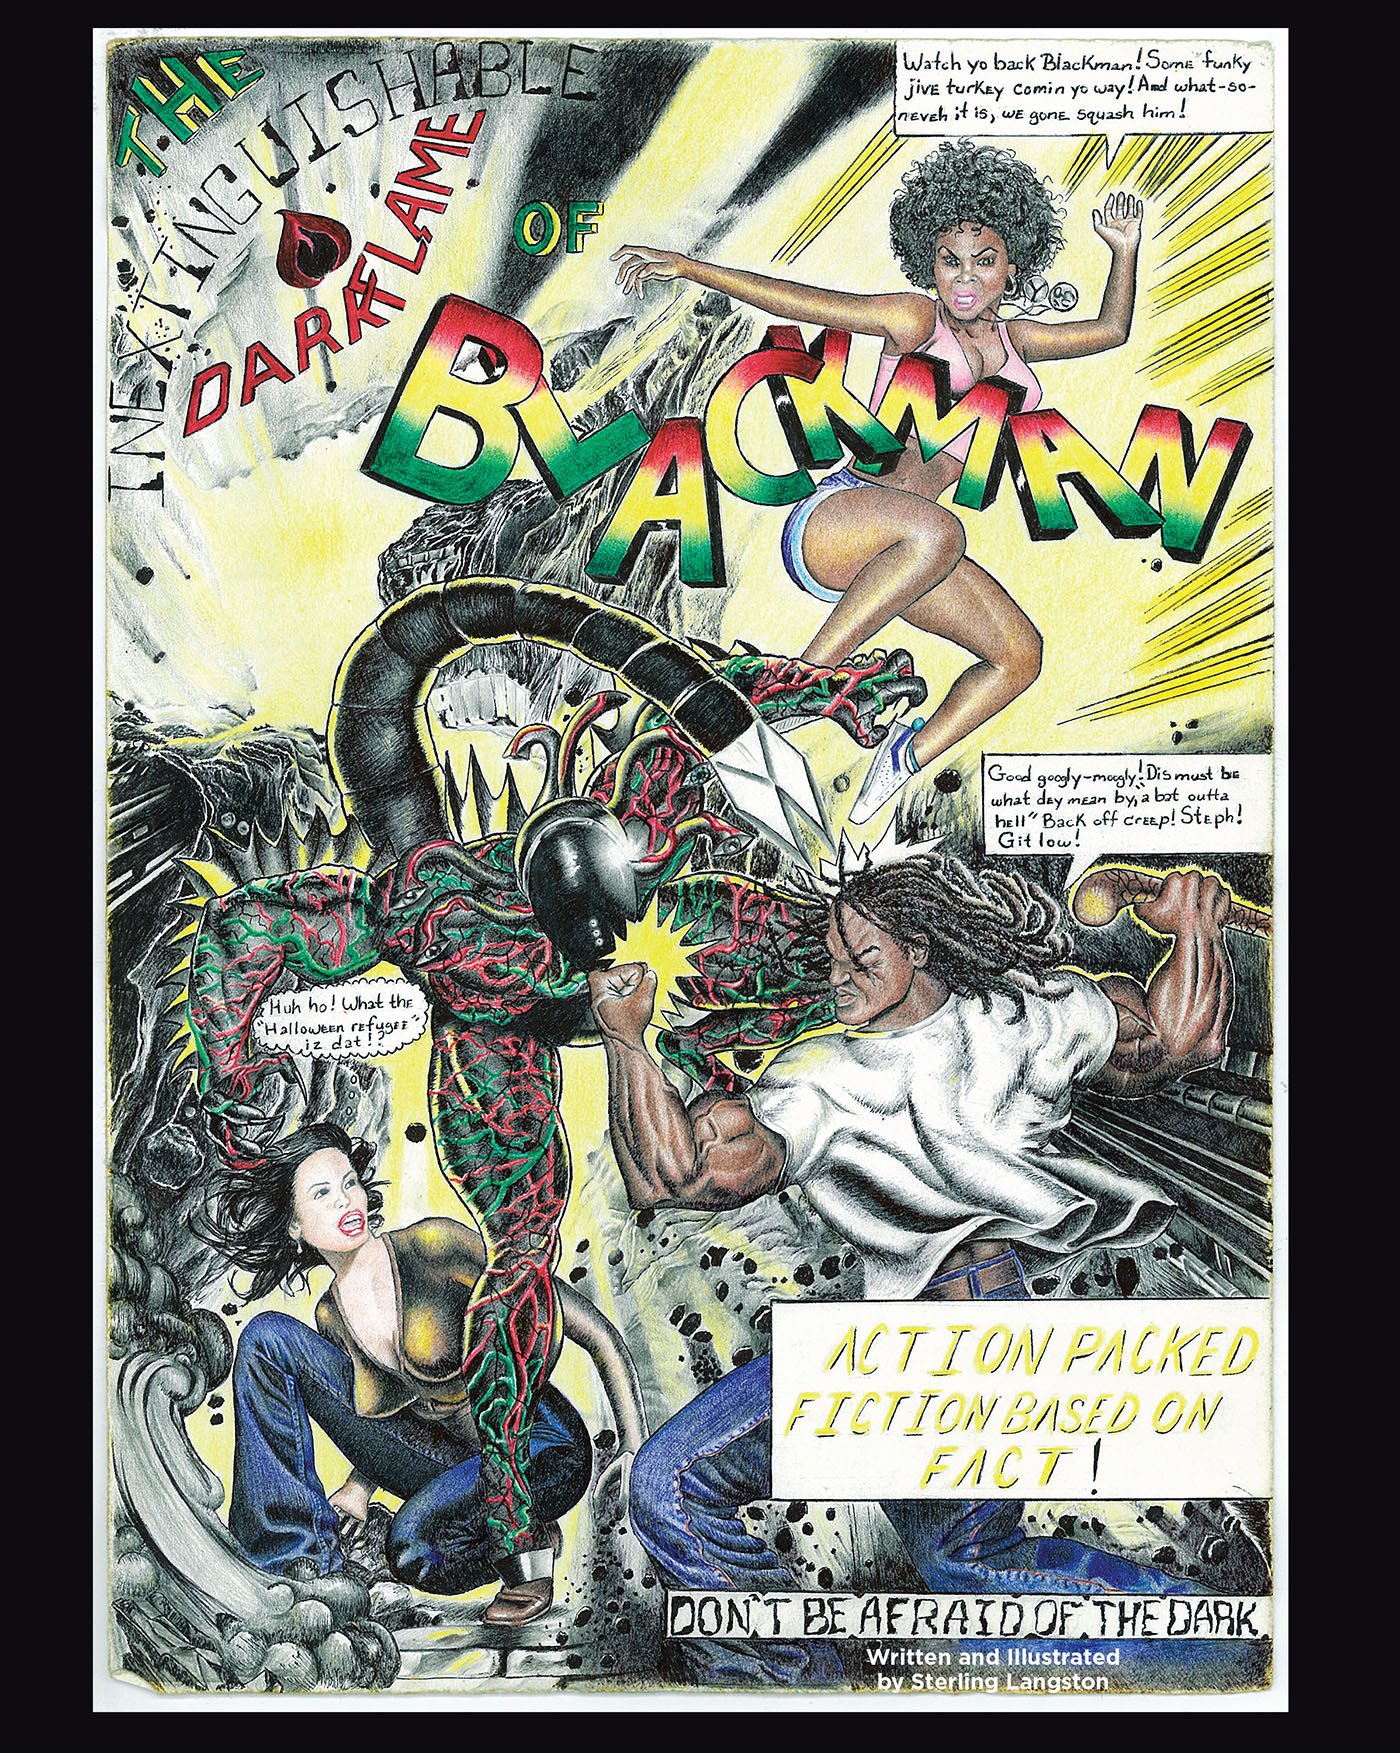 THE
INEXTINGUISHABLE
DARKFLAME
OF
BLACKMAN
Watch yo back Blackman! Some funky
jive turkey comin yo way! And what-so-
neveh it is, we gone squash him!
Good googly-moogly! Dis must be
what dey mean by, "a bat outta
hell" Back off creep! Steph!
Git low!
Huh ho! What the
"Halloween refugee"
iz dat!?
ACTION PACKED
FICTION BASED ON
FACT!
DON'T BE AFRAID OF THE DARK
Written and Illustrated
by Sterling Langston